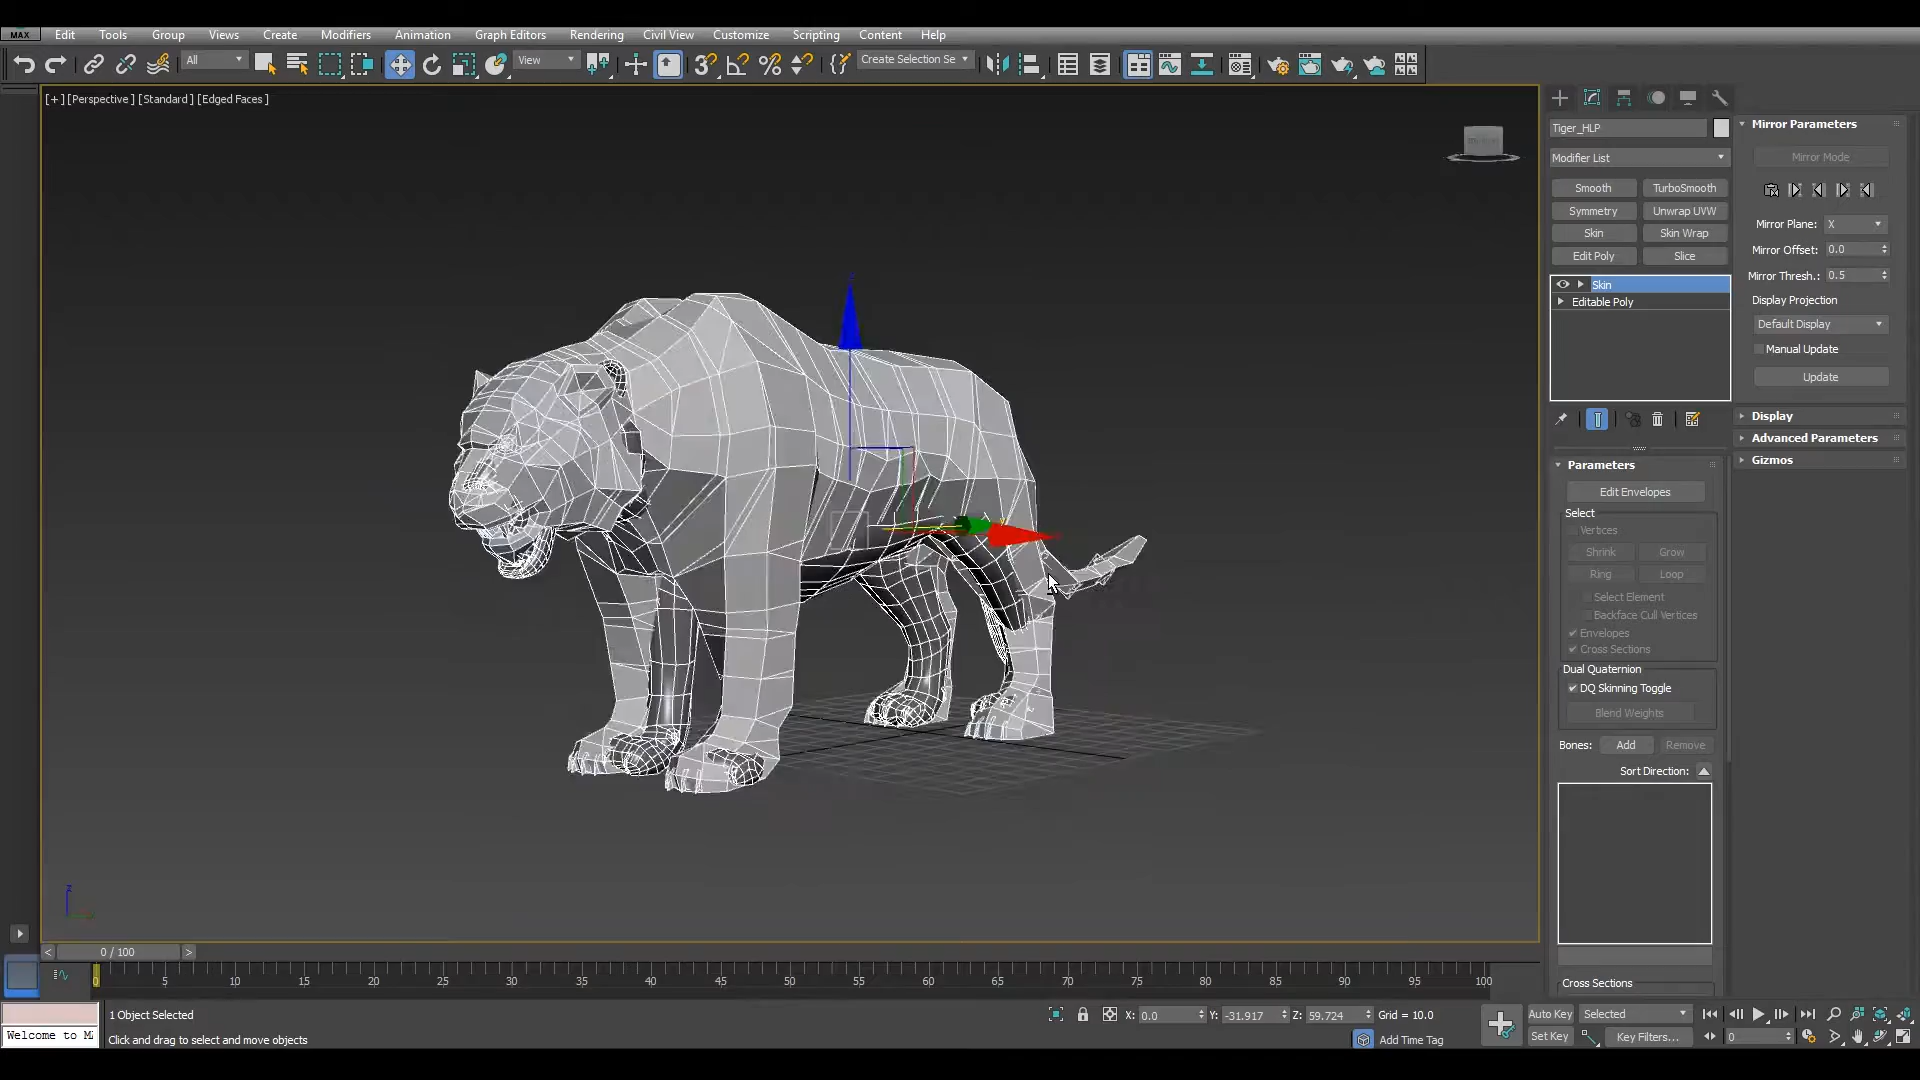 MAX Edit Tools Group Views Create Modifiers Animation Graph Editors Rendering Civil View Customize Scripting Content Help
All View Create Selection Se
[+] [Perspective] [Standard] [Edged Faces]
Tiger_HLP
Modifier List
Smooth TurboSmooth
Symmetry Unwrap UVW
Skin Skin Wrap
Edit Poly Slice
Skin
Editable Poly
Parameters
Edit Envelopes
Select
Vertices
Shrink Grow
Ring Loop
Select Element
Backface Cull Vertices
Envelopes
Cross Sections
Dual Quaternion
DQ Skinning Toggle
Blend Weights
Bones: Add Remove
Sort Direction:
Cross Sections
Mirror Parameters
Mirror Mode
Mirror Plane: X
Mirror Offset: 0.0
Mirror Thresh.: 0.5
Display Projection
Default Display
Manual Update
Update
Display
Advanced Parameters
Gizmos
z
< 0 / 100 >
0 5 10 15 20 25 30 35 40 45 50 55 60 65 70 75 80 85 90 95 100
1 Object Selected X: 0.0 Y: -31.917 Z: 59.724 Grid = 10.0 Auto Key Selected
Welcome to Mi Click and drag to select and move objects Add Time Tag Set Key Key Filters... 0